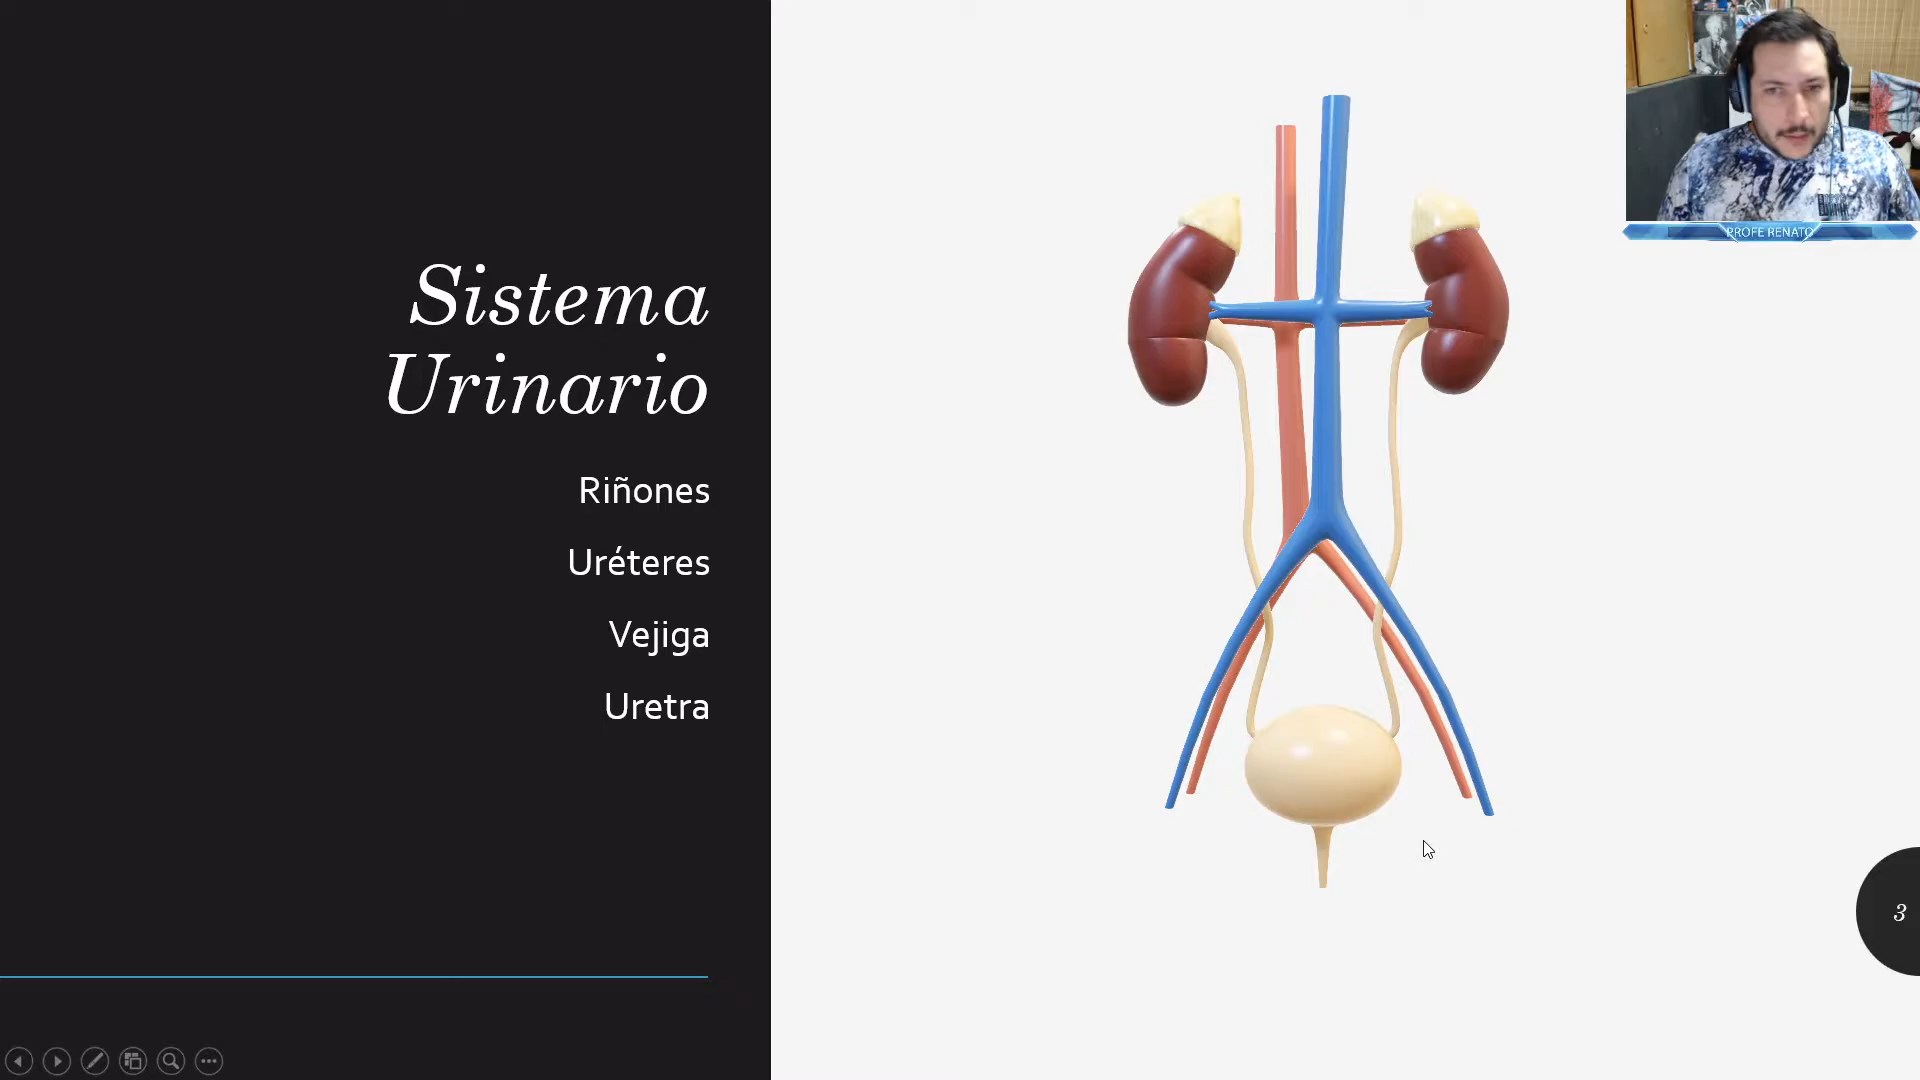 Sistema
Urinario
Riñones
Uréteres
Vejiga
Uretra
PROFE RENATO
3